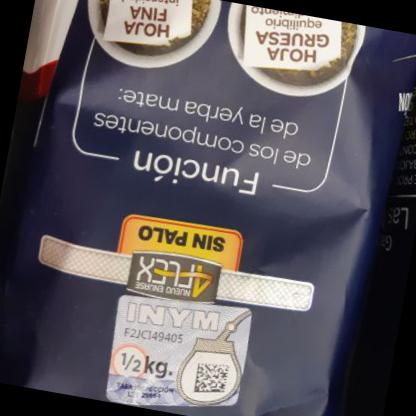 Función
de los componentes
de la yerba mate:
HOJA
GRUESA
equilibrio
HOJA
FINA
SIN PALO
NUEVO ENVASE
4FLEX
INYM
F2JC149405
1/2 kg.